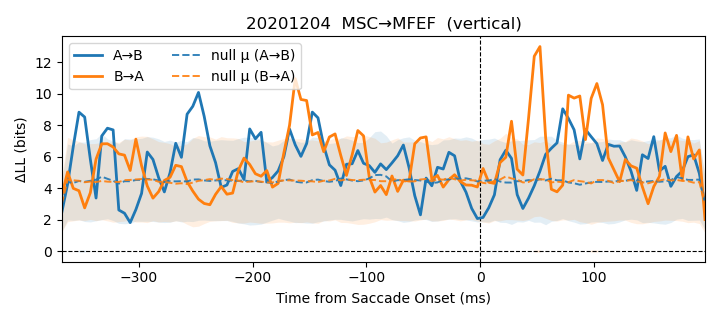 20201204  MSC→MFEF  (vertical)
A→B
B→A
null μ (A→B)
null μ (B→A)
ΔLL (bits)
12
10
8
6
4
2
0
−300
−200
−100
0
100
Time from Saccade Onset (ms)